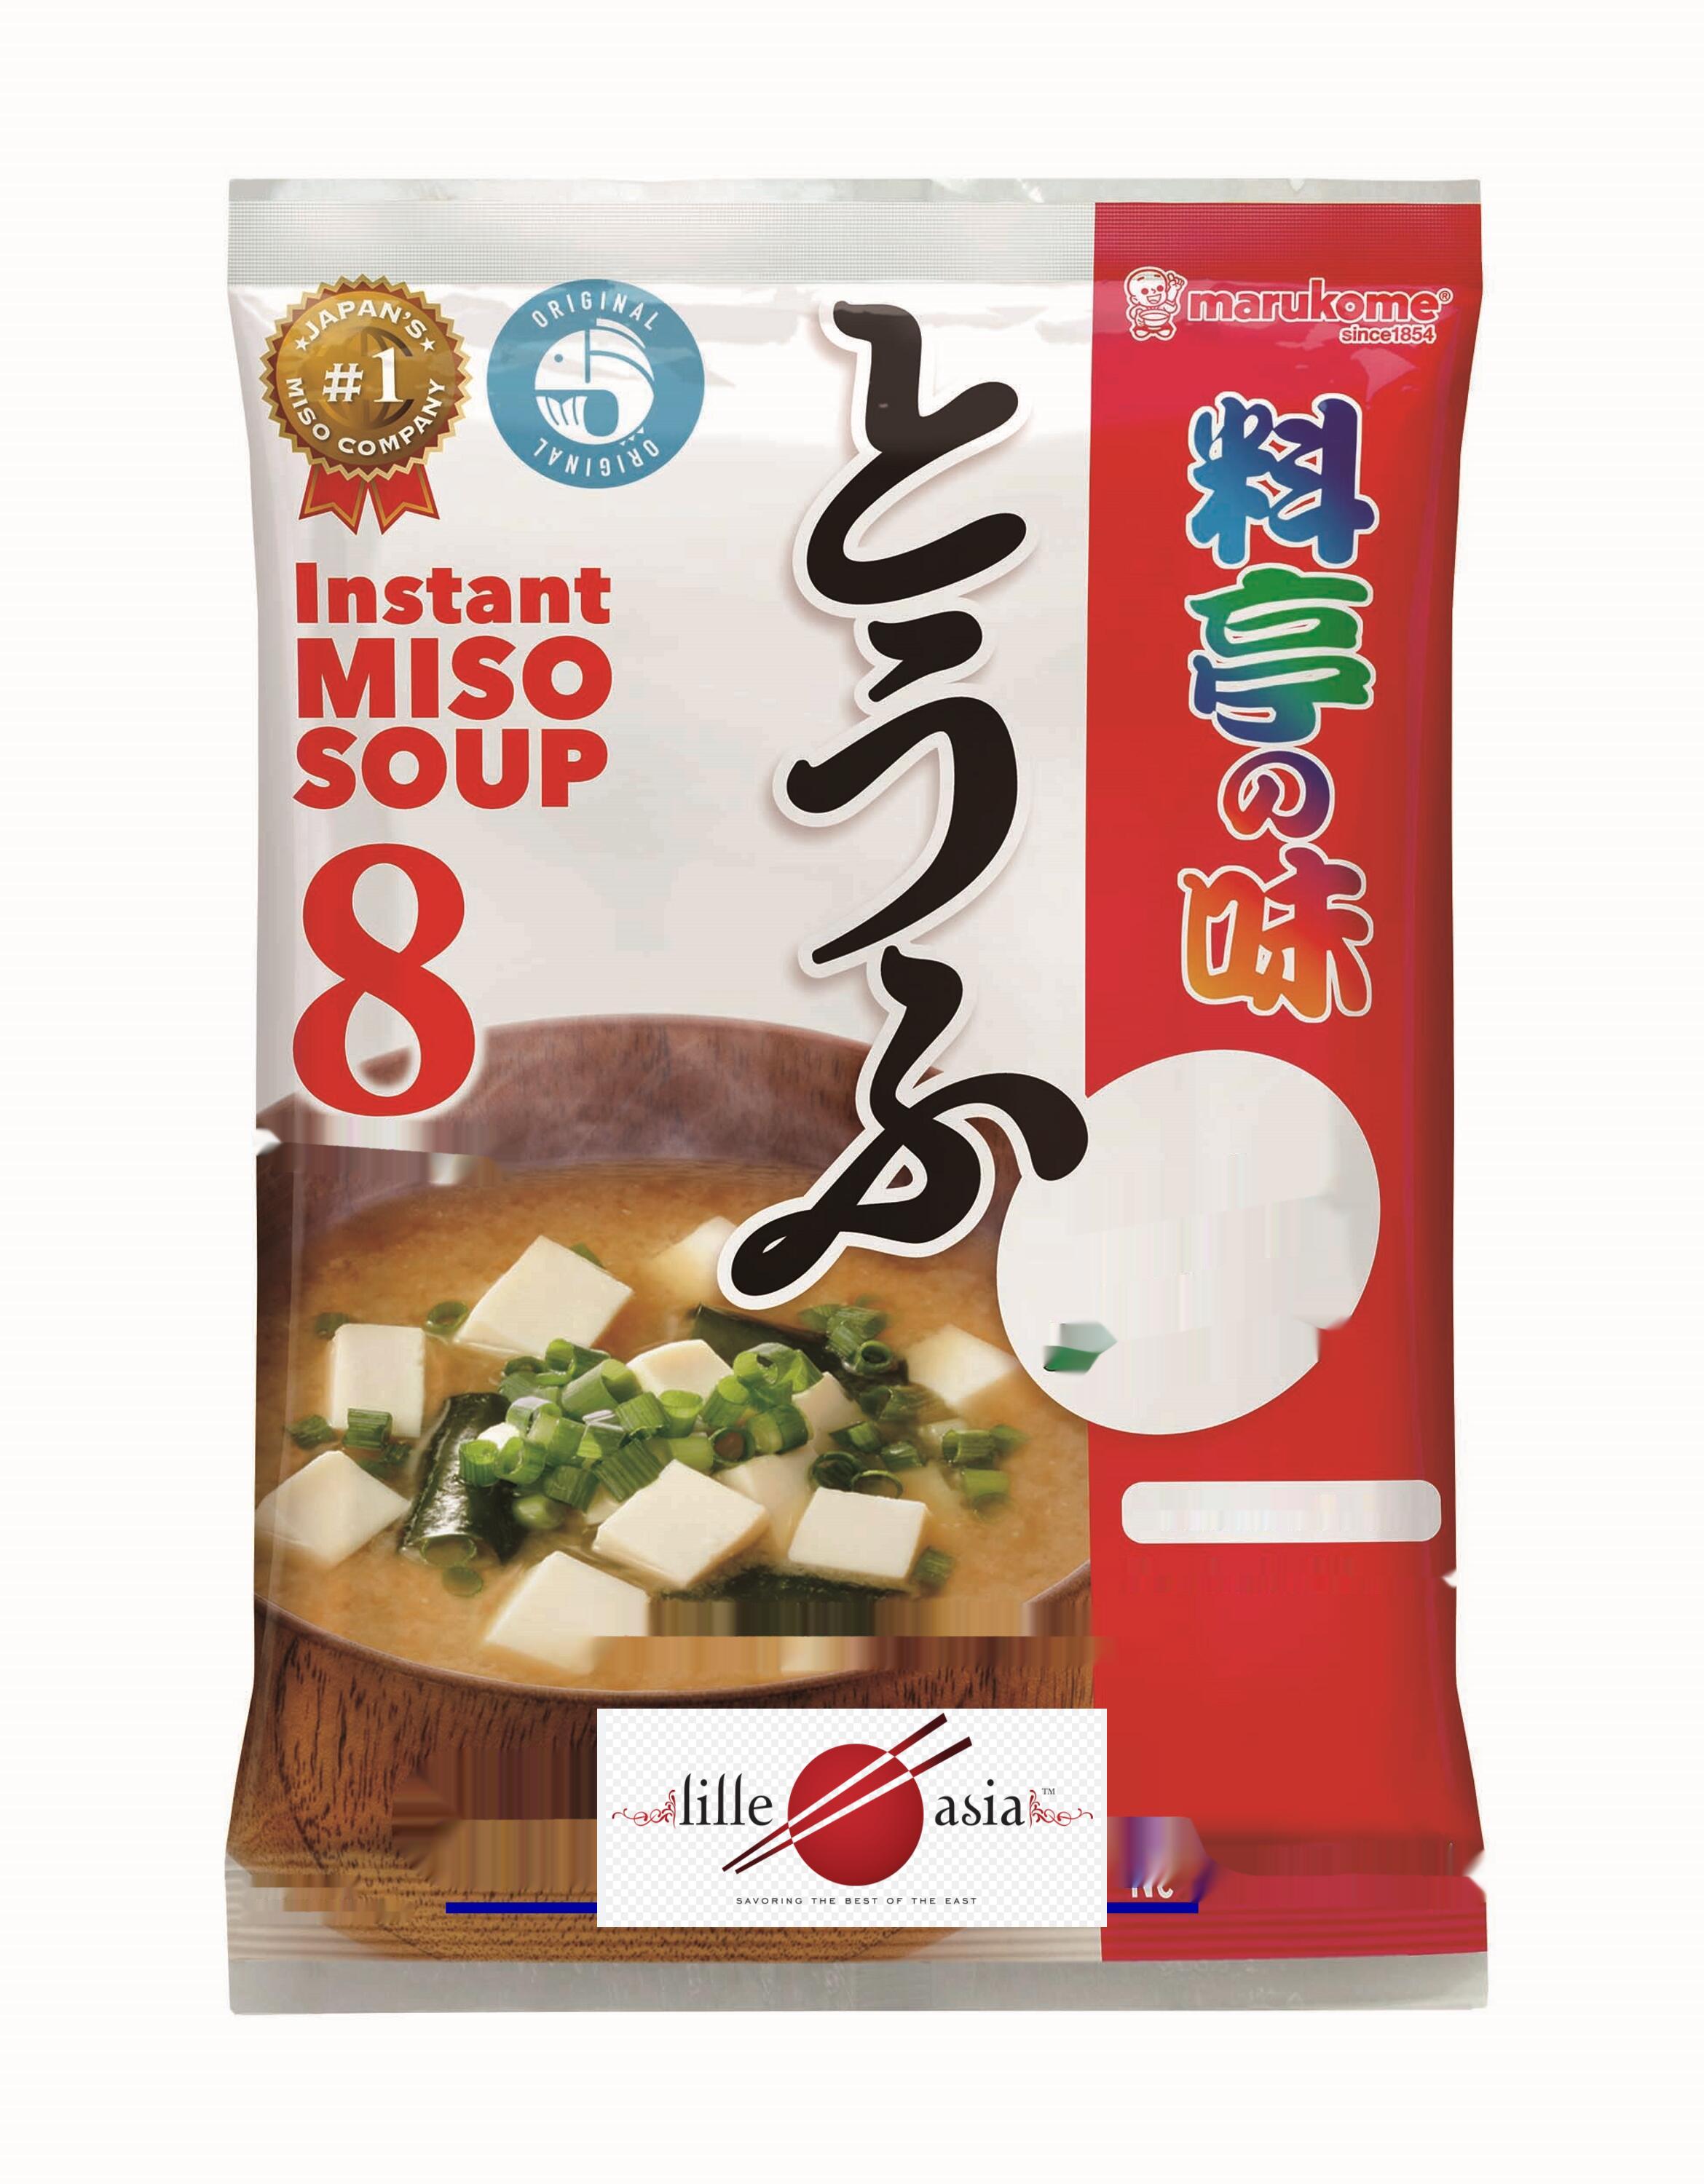 JAPAN'S
#1
MISO COMPANY
ORIGINAL
ORIGINAL
Instant
MISO
SOUP
8
とうふ
marukome®
since1854
料亭の味
lille asia™
SAVORING THE BEST OF THE EAST